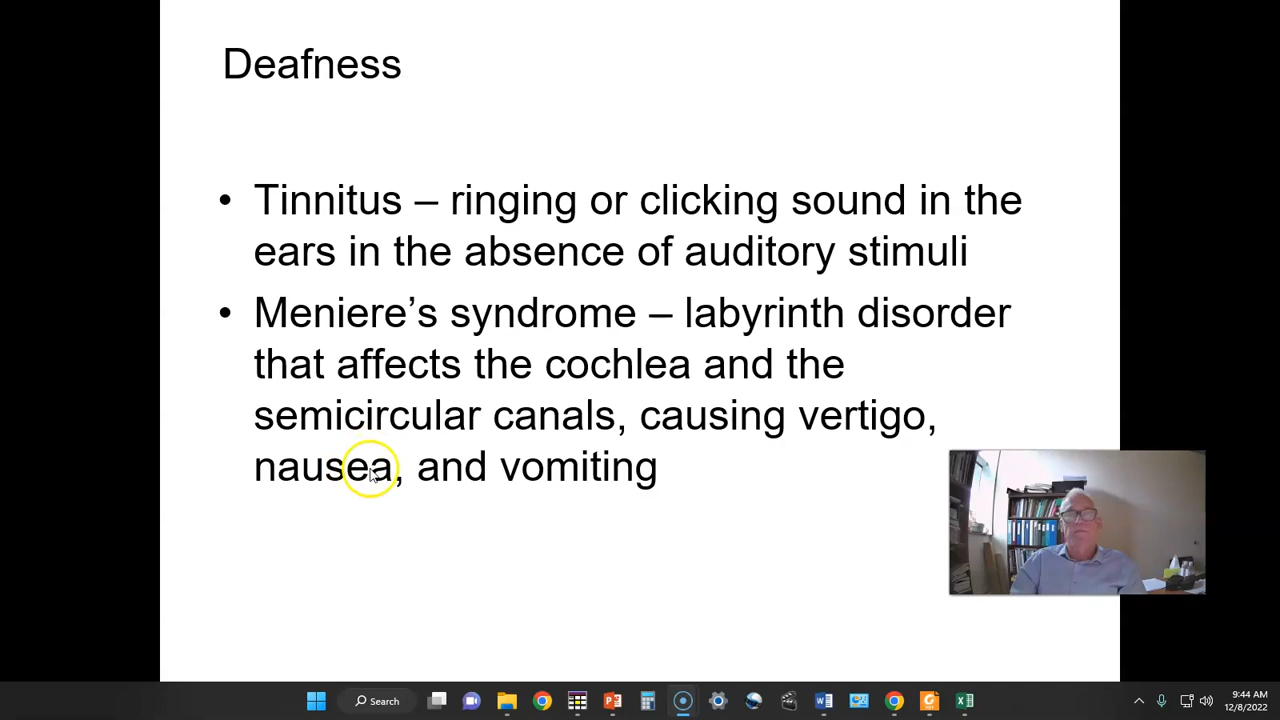 Deafness
• Tinnitus – ringing or clicking sound in the
ears in the absence of auditory stimuli
• Meniere’s syndrome – labyrinth disorder
that affects the cochlea and the
semicircular canals, causing vertigo,
nausea, and vomiting
Search
9:44 AM
12/8/2022